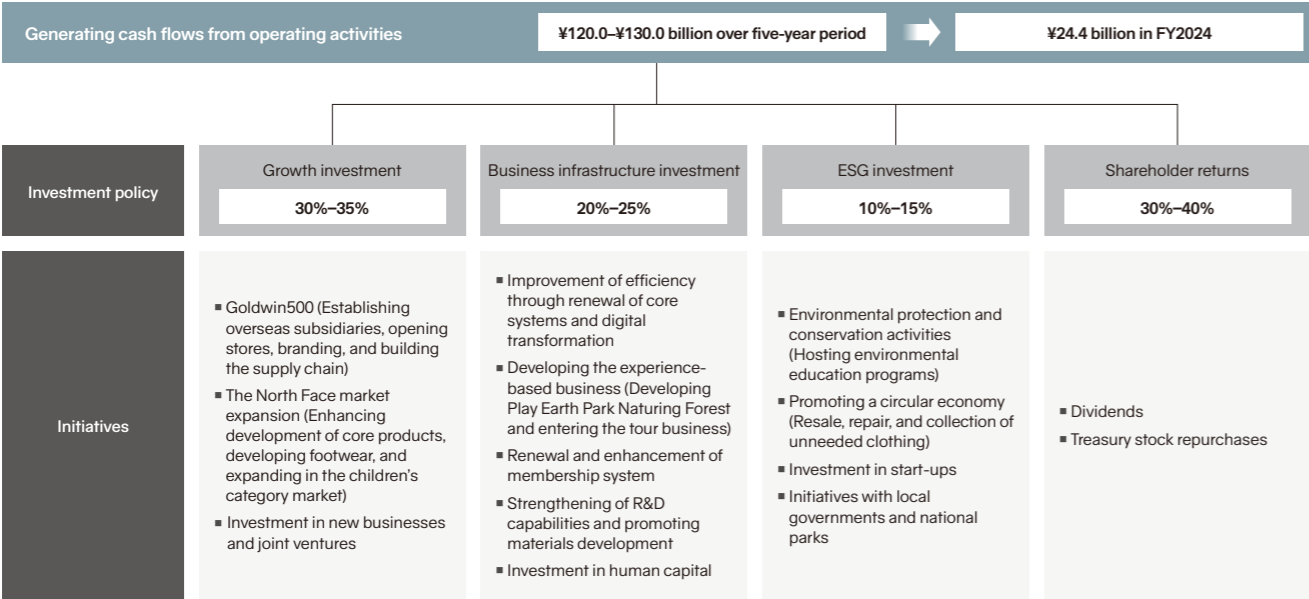 Generating cash flows from operating activities
¥120.0–¥130.0 billion over five-year period
¥24.4 billion in FY2024
Investment policy
Growth investment
30%–35%
Business infrastructure investment
20%–25%
ESG investment
10%–15%
Shareholder returns
30%–40%
Initiatives
▪ Goldwin500 (Establishing
overseas subsidiaries, opening
stores, branding, and building
the supply chain)
▪ The North Face market
expansion (Enhancing
development of core products,
developing footwear, and
expanding in the children's
category market)
▪ Investment in new businesses
and joint ventures
▪ Improvement of efficiency
through renewal of core
systems and digital
transformation
▪ Developing the experience-
based business (Developing
Play Earth Park Naturing Forest
and entering the tour business)
▪ Renewal and enhancement of
membership system
▪ Strengthening of R&D
capabilities and promoting
materials development
▪ Investment in human capital
▪ Environmental protection and
conservation activities
(Hosting environmental
education programs)
▪ Promoting a circular economy
(Resale, repair, and collection of
unneeded clothing)
▪ Investment in start-ups
▪ Initiatives with local
governments and national
parks
▪ Dividends
▪ Treasury stock repurchases